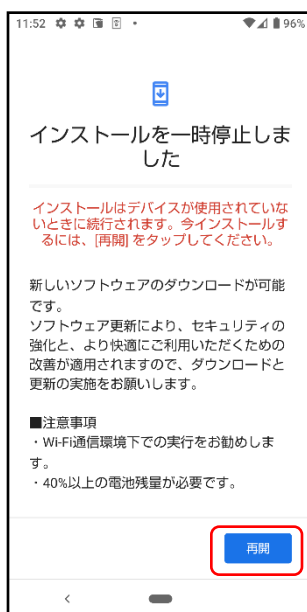 11:52
96%
インストールを一時停止しま
した
インストールはデバイスが使用されていな
いときに続行されます。今インストールす
るには、[再開] をタップしてください。
新しいソフトウェアのダウンロードが可能
です。
ソフトウェア更新により、セキュリティの
強化と、より快適にご利用いただくための
改善が適用されますので、ダウンロードと
更新の実施をお願いします。
■注意事項
・Wi-Fi通信環境下での実行をお勧めしま
す。
・40%以上の電池残量が必要です。
再開